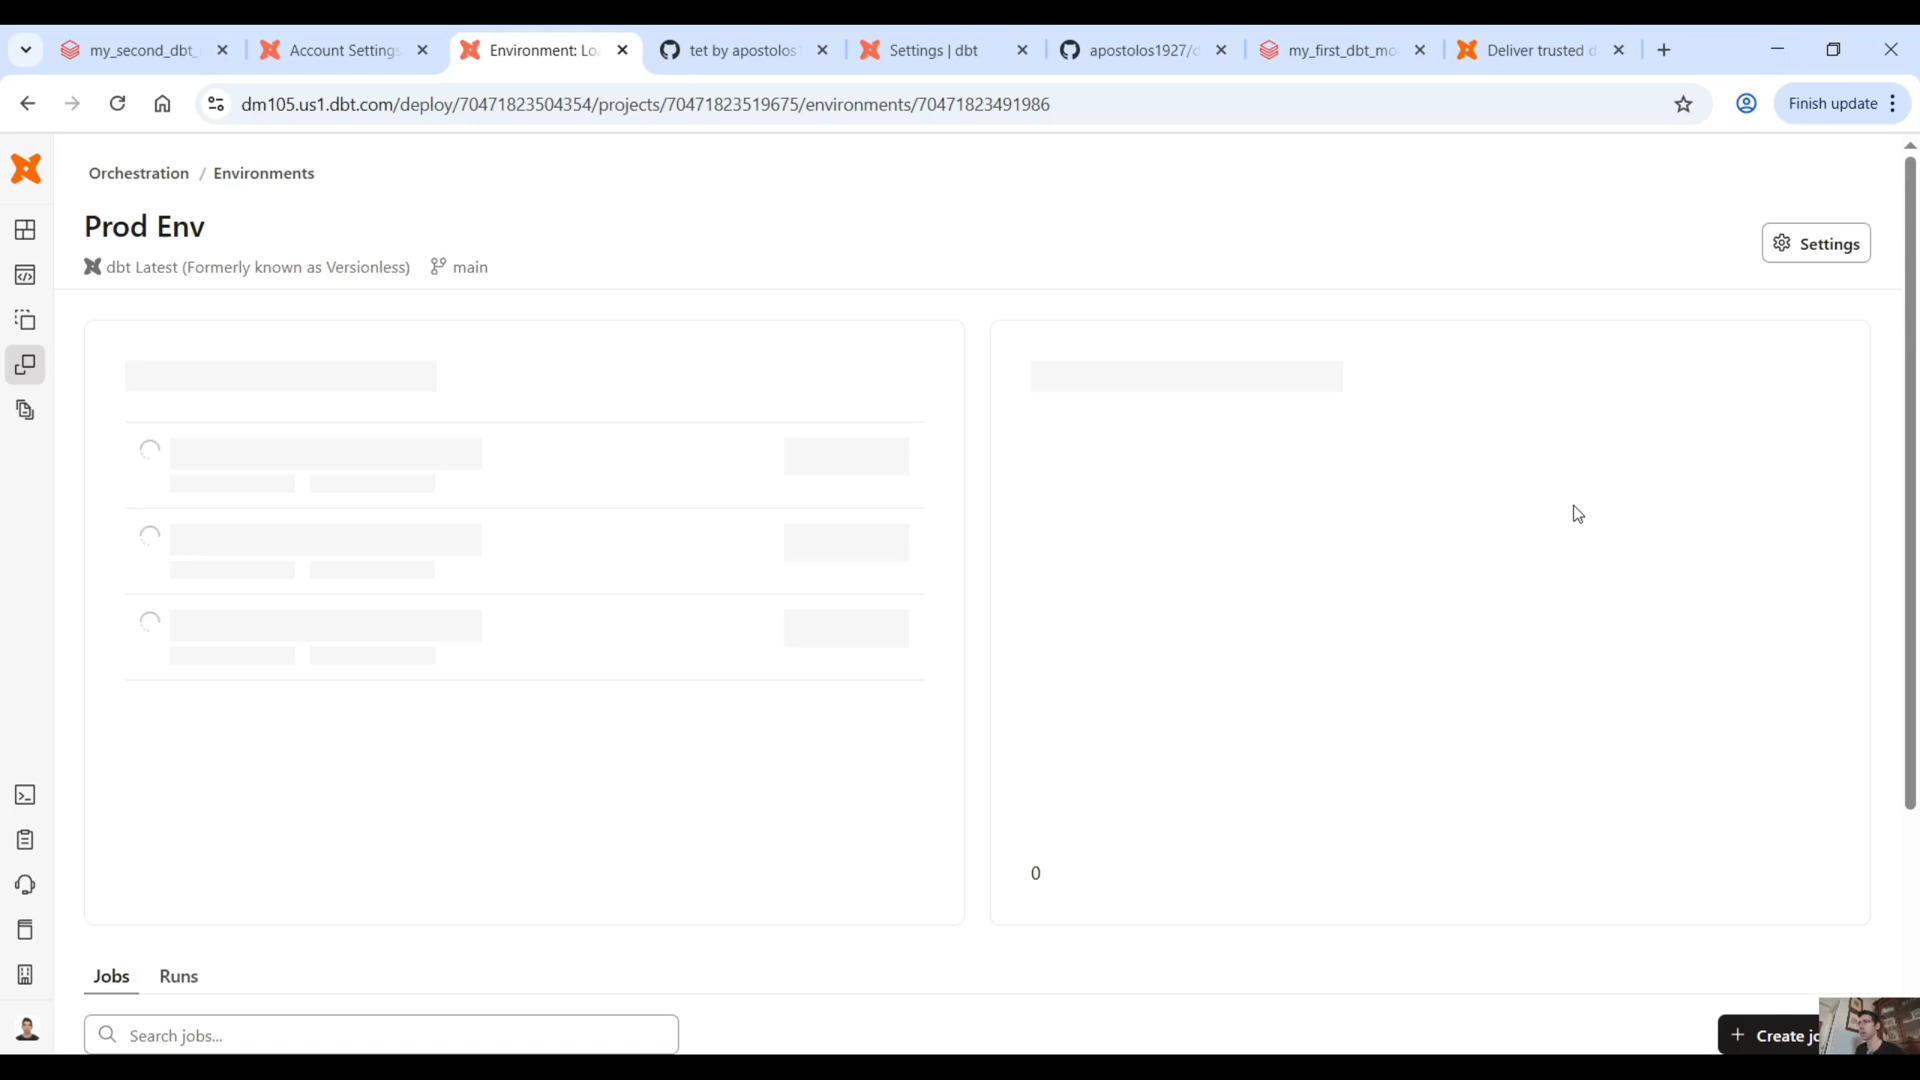 my_second_dbt_
Account Settings
Environment: Lo
tet by apostolos
Settings | dbt
apostolos1927/d
my_first_dbt_mo
Deliver trusted d
dm105.us1.dbt.com/deploy/70471823504354/projects/70471823519675/environments/70471823491986
Finish update
Orchestration / Environments
Prod Env
Settings
dbt Latest (Formerly known as Versionless)
main
0
Jobs
Runs
Search jobs...
Create jo